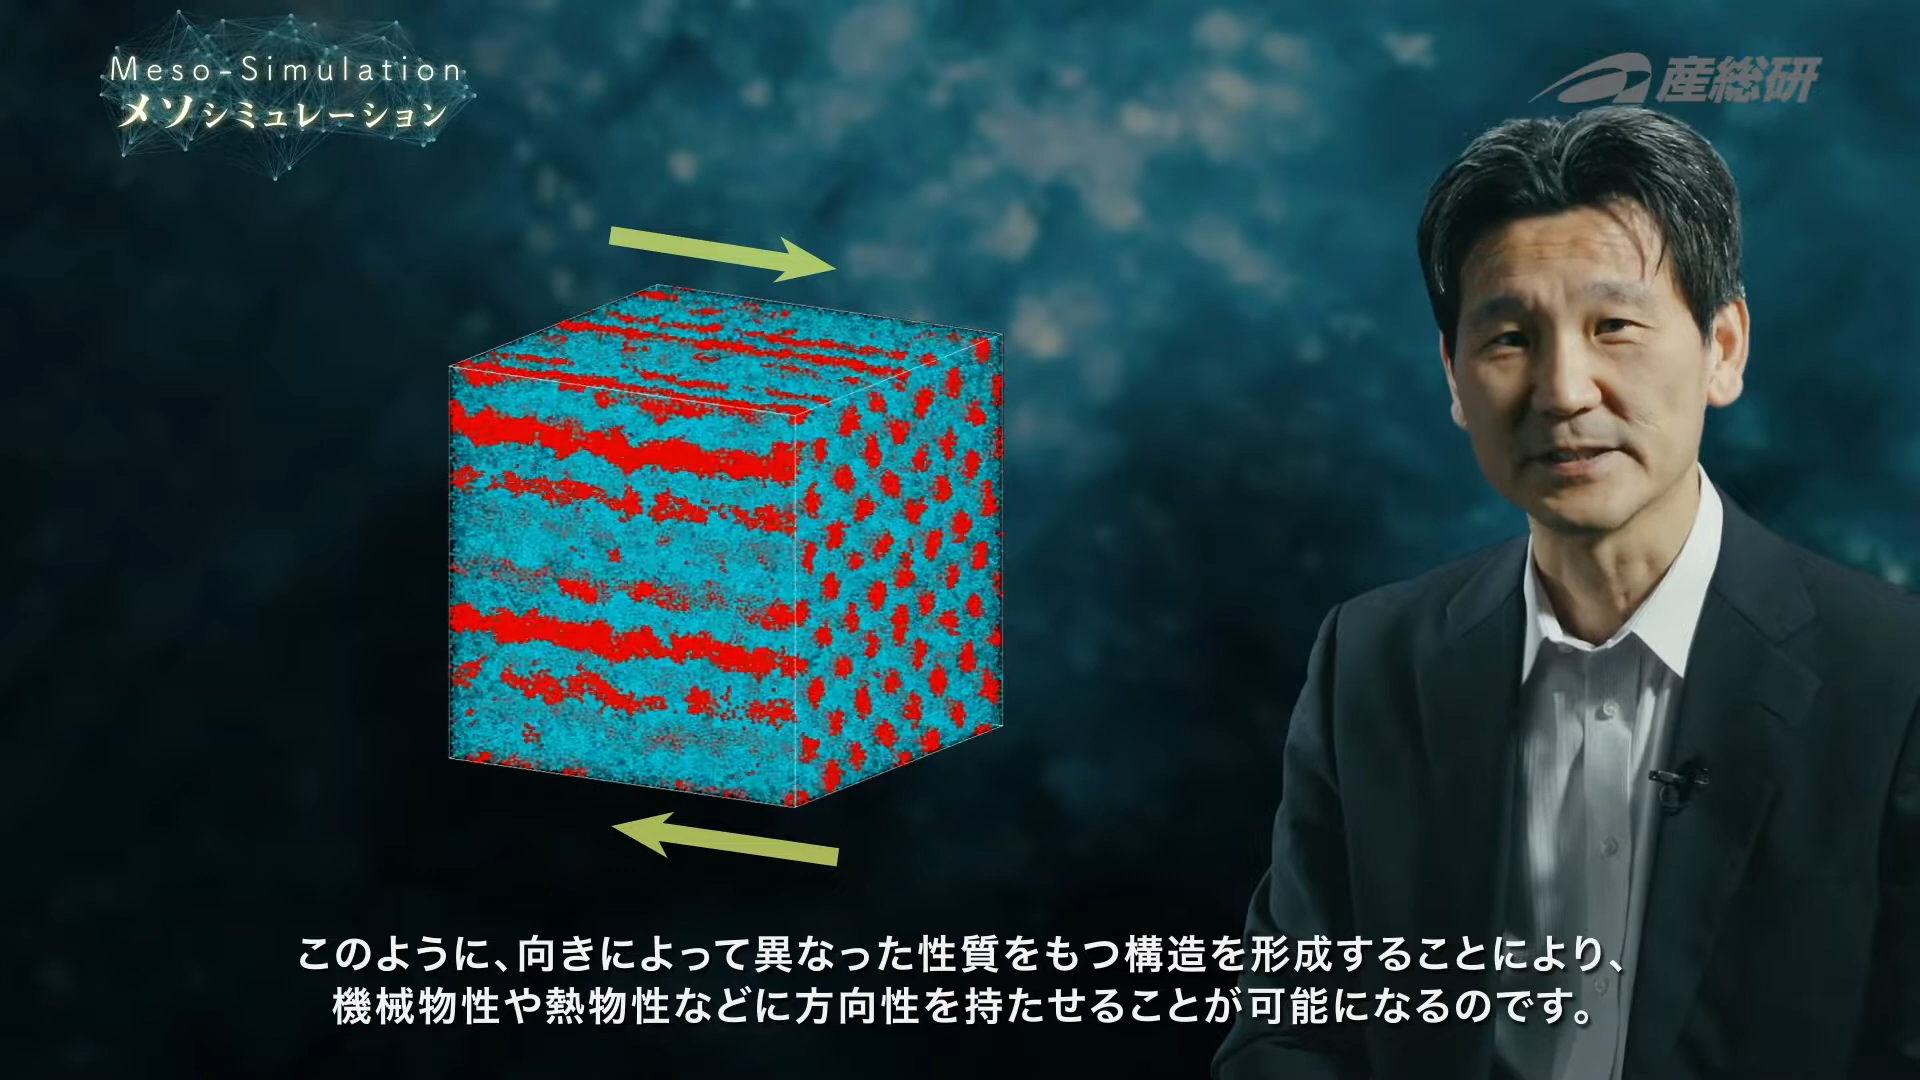 Meso-Simulation
メソシミュレーション
産総研
このように、向きによって異なった性質をもつ構造を形成することにより、
機械物性や熱物性などに方向性を持たせることが可能になるのです。